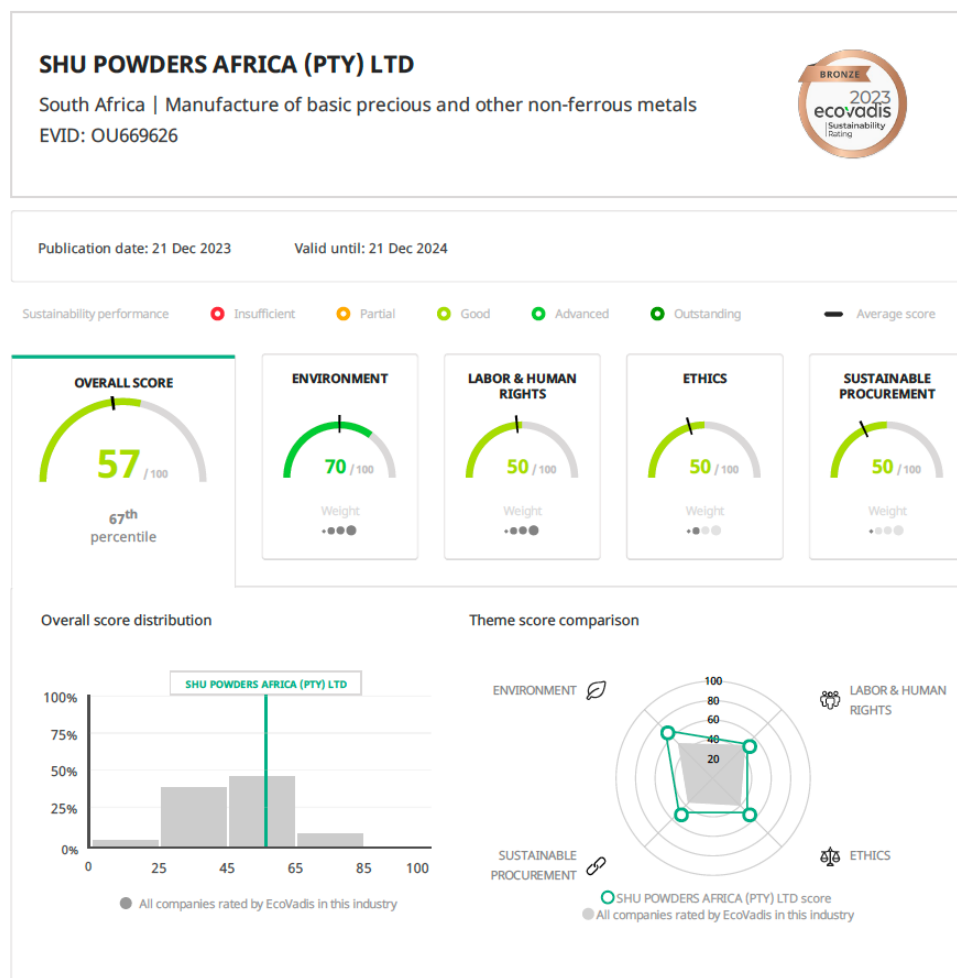 SHU POWDERS AFRICA (PTY) LTD
South Africa | Manufacture of basic precious and other non-ferrous metals
EVID: OU669626
BRONZE
2023
ecovadis
Sustainability
Rating
Publication date: 21 Dec 2023 Valid until: 21 Dec 2024
Sustainability performance Insufficient Partial Good Advanced Outstanding Average score
OVERALL SCORE
57 / 100
67th
percentile
ENVIRONMENT
70 / 100
Weight
LABOR & HUMAN
RIGHTS
50 / 100
Weight
ETHICS
50 / 100
Weight
SUSTAINABLE
PROCUREMENT
50 / 100
Weight
Overall score distribution
SHU POWDERS AFRICA (PTY) LTD
100%
75%
50%
25%
0%
0 25 45 65 85 100
All companies rated by EcoVadis in this industry
Theme score comparison
ENVIRONMENT
LABOR & HUMAN
RIGHTS
100
80
60
40
20
SUSTAINABLE
PROCUREMENT
ETHICS
SHU POWDERS AFRICA (PTY) LTD score
All companies rated by EcoVadis in this industry